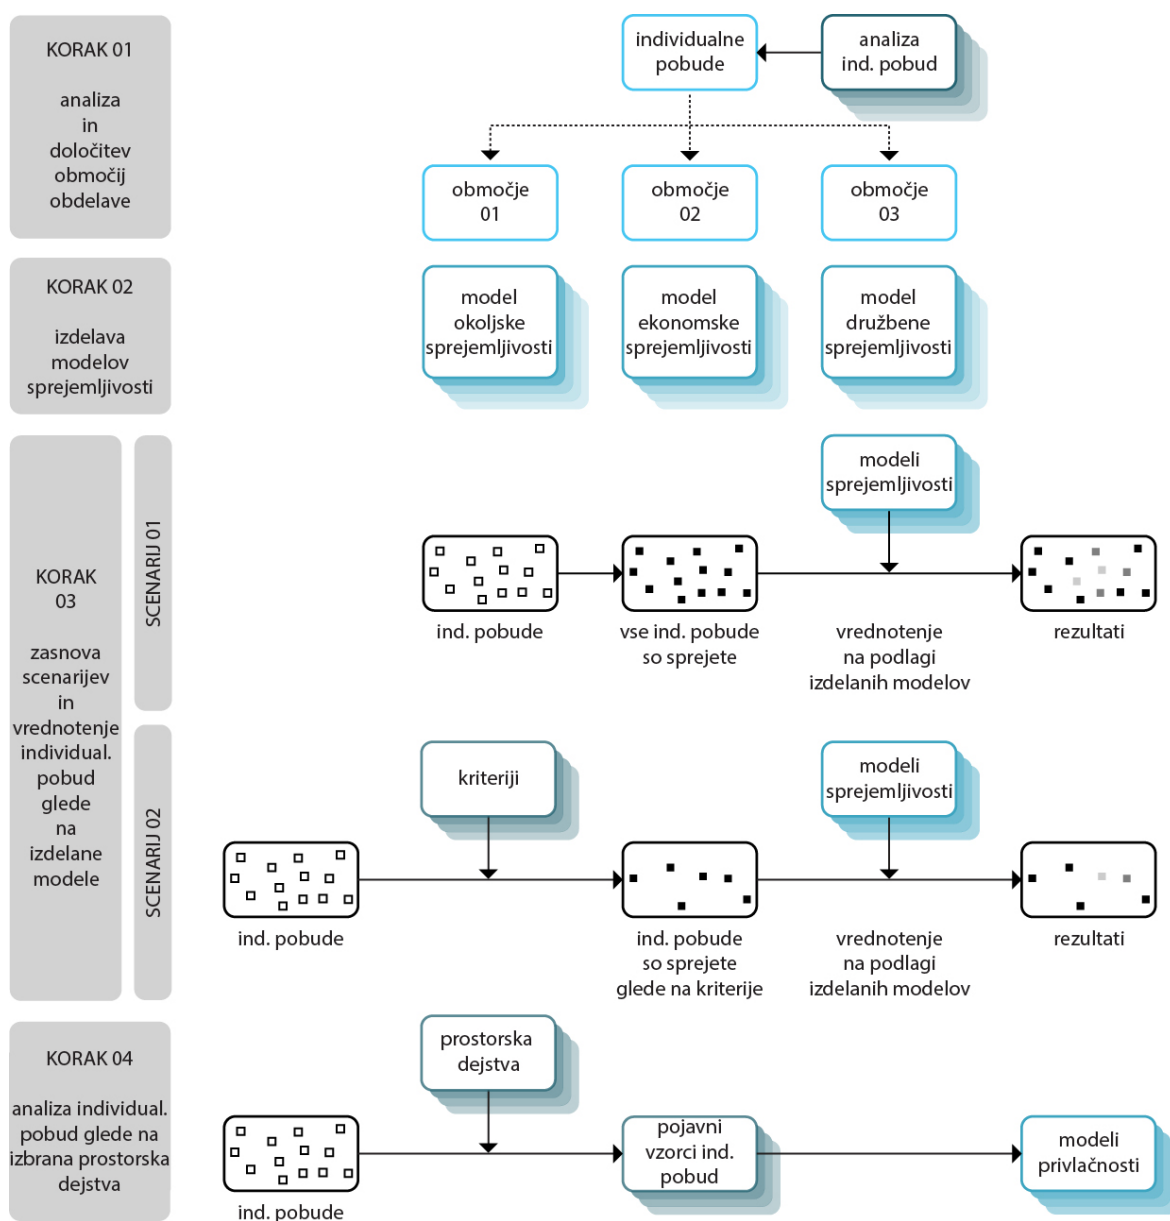 KORAK 01
analiza
in
določitev
območij
obdelave
individualne
pobude
analiza
ind. pobud
območje
01
območje
02
območje
03
KORAK 02
izdelava
modelov
sprejemljivosti
model
okoljske
sprejemljivosti
model
ekonomske
sprejemljivosti
model
družbene
sprejemljivosti
KORAK
03
zasnova
scenarijev
in
vrednotenje
individual.
pobud
glede
na
izdelane
modele
SCENARIJ 01
modeli
sprejemljivosti
ind. pobude
vse ind. pobude
so sprejete
vrednotenje
na podlagi
izdelanih modelov
rezultati
SCENARIJ 02
kriteriji
modeli
sprejemljivosti
ind. pobude
ind. pobude
so sprejete
glede na kriterije
vrednotenje
na podlagi
izdelanih modelov
rezultati
KORAK 04
analiza individual.
pobud glede na
izbrana prostorska
dejstva
prostorska
dejstva
ind. pobude
pojavni
vzorci ind.
pobud
modeli
privlačnosti